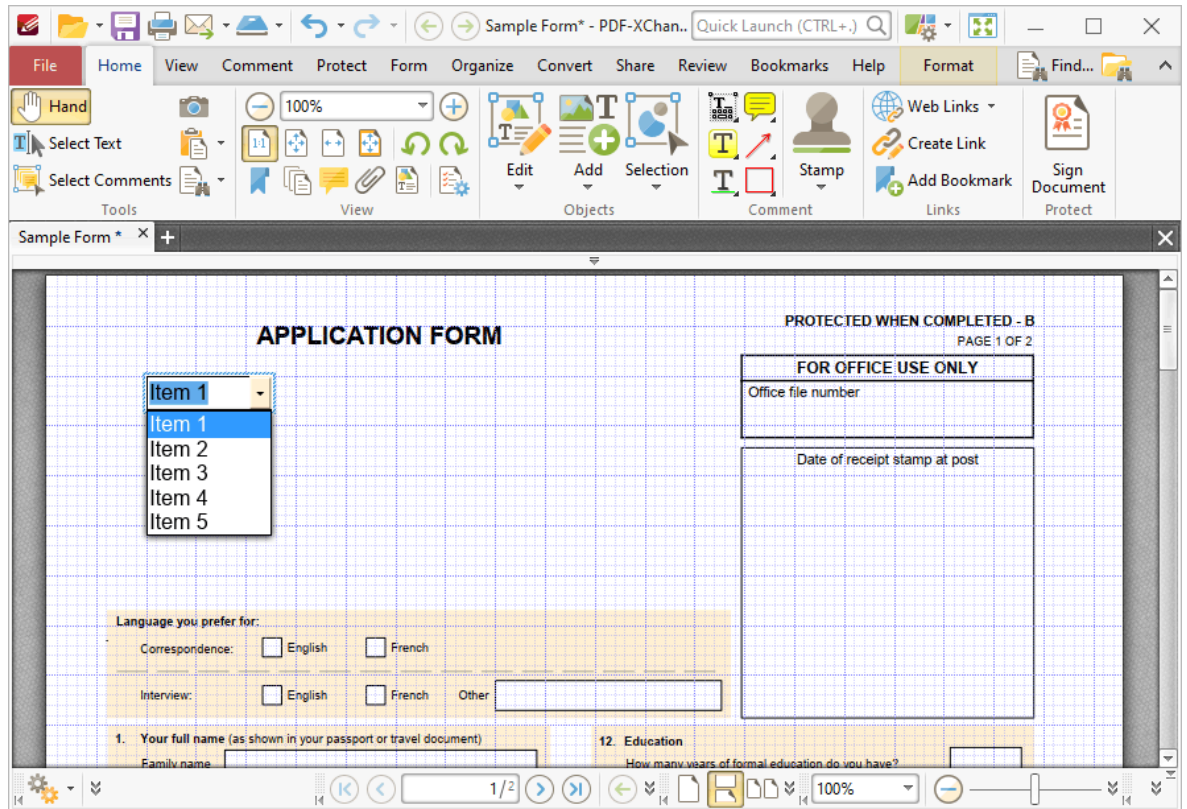 Sample Form* - PDF-XChan.. Quick Launch (CTRL+.)
File Home View Comment Protect Form Organize Convert Share Review Bookmarks Help Format Find...
Hand 100% Web Links
Select Text Create Link
Select Comments Edit Add Selection Stamp Add Bookmark Sign Document
Tools View Objects Comment Links Protect
Sample Form *
APPLICATION FORM
PROTECTED WHEN COMPLETED - B
PAGE 1 OF 2
FOR OFFICE USE ONLY
Office file number
Date of receipt stamp at post
Item 1
Item 1
Item 2
Item 3
Item 4
Item 5
Language you prefer for:
Correspondence: English French
Interview: English French Other
1. Your full name (as shown in your passport or travel document)
Family name
12. Education
How many years of formal education do you have?
1/2 100%